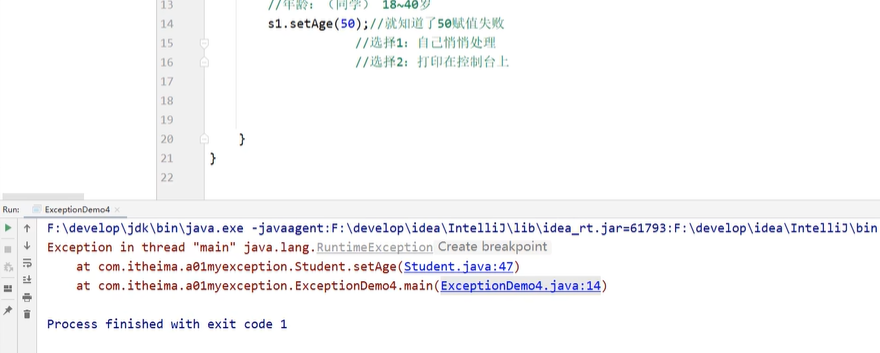 13 //年龄：（同学） 18~40岁
14 s1.setAge(50);//就知道了50赋值失败
15 //选择1：自己悄悄处理
16 //选择2：打印在控制台上
17
18
19
20 }
21 }
22
Run: ExceptionDemo4 ×
F:\develop\jdk\bin\java.exe -javaagent:F:\develop\idea\IntelliJ\lib\idea_rt.jar=61793:F:\develop\idea\IntelliJ\bin
Exception in thread "main" java.lang.RuntimeException Create breakpoint
at com.itheima.a01myexception.Student.setAge(Student.java:47)
at com.itheima.a01myexception.ExceptionDemo4.main(ExceptionDemo4.java:14)
Process finished with exit code 1